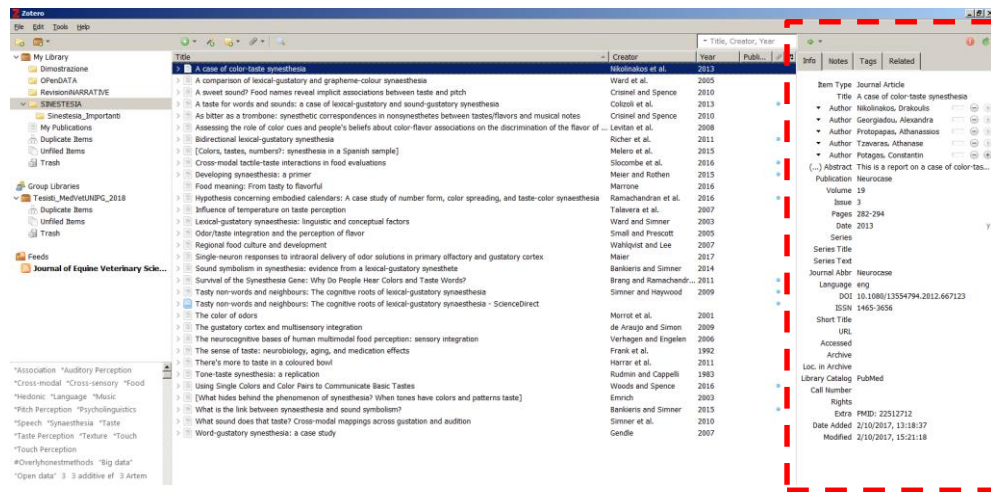 Zotero
File Edit Tools Help
Title, Creator, Year
My Library
Dimostrazione
OPenDATA
RevisioniNARRATIVE
SINESTESIA
Sinestesia_Importanti
My Publications
Duplicate Items
Unfiled Items
Trash
Group Libraries
Tesisti_MedVetUNIPG_2018
Duplicate Items
Unfiled Items
Trash
Feeds
Journal of Equine Veterinary Scie...
*Association *Auditory Perception
*Cross-modal *Cross-sensory *Food
*Hedonic *Language *Music
*Pitch Perception *Psycholinguistics
*Speech *Synaesthesia *Taste
*Taste Perception *Texture *Touch
*Touch Perception
#Overlyhonestmethods "Big data"
"Open data" 3 3 additive ef 3 Artem
Title Creator Year Publi...
A case of color-taste synesthesia Nikolinakos et al. 2013
A comparison of lexical-gustatory and grapheme-colour synaesthesia Ward et al. 2005
A sweet sound? Food names reveal implicit associations between taste and pitch Crisinel and Spence 2010
A taste for words and sounds: a case of lexical-gustatory and sound-gustatory synesthesia Colizoli et al. 2013
As bitter as a trombone: synesthetic correspondences in nonsynesthetes between tastes/flavors and musical notes Crisinel and Spence 2010
Assessing the role of color cues and people's beliefs about color-flavor associations on the discrimination of the flavor of ... Levitan et al. 2008
Bidirectional lexical-gustatory synesthesia Richer et al. 2011
[Colors, tastes, numbers?: synesthesia in a Spanish sample] Melero et al. 2015
Cross-modal tactile-taste interactions in food evaluations Slocombe et al. 2016
Developing synaesthesia: a primer Meier and Rothen 2015
Food meaning: From tasty to flavorful Marrone 2016
Hypothesis concerning embodied calendars: A case study of number form, color spreading, and taste-color synaesthesia Ramachandran et al. 2016
Influence of temperature on taste perception Talavera et al. 2007
Lexical-gustatory synaesthesia: linguistic and conceptual factors Ward and Simner 2003
Odor/taste integration and the perception of flavor Small and Prescott 2005
Regional food culture and development Wahlqvist and Lee 2007
Single-neuron responses to intraoral delivery of odor solutions in primary olfactory and gustatory cortex Maier 2017
Sound symbolism in synesthesia: evidence from a lexical-gustatory synesthete Bankieris and Simner 2014
Survival of the Synesthesia Gene: Why Do People Hear Colors and Taste Words? Brang and Ramachandr... 2011
Tasty non-words and neighbours: The cognitive roots of lexical-gustatory synaesthesia Simner and Haywood 2009
Tasty non-words and neighbours: The cognitive roots of lexical-gustatory synaesthesia - ScienceDirect
The color of odors Morrot et al. 2001
The gustatory cortex and multisensory integration de Araujo and Simon 2009
The neurocognitive bases of human multimodal food perception: sensory integration Verhagen and Engelen 2006
The sense of taste: neurobiology, aging, and medication effects Frank et al. 1992
There's more to taste in a coloured bowl Harrar et al. 2011
Tone-taste synesthesia: a replication Rudmin and Cappelli 1983
Using Single Colors and Color Pairs to Communicate Basic Tastes Woods and Spence 2016
[What hides behind the phenomenon of synesthesia? When tones have colors and patterns taste] Emrich 2003
What is the link between synaesthesia and sound symbolism? Bankieris and Simner 2015
What sound does that taste? Cross-modal mappings across gustation and audition Simner et al. 2010
Word-gustatory synesthesia: a case study Gendle 2007
Info Notes Tags Related
Item Type Journal Article
Title A case of color-taste synesthesia
Author Nikolinakos, Drakoulis
Author Georgiadou, Alexandra
Author Protopapas, Athanassios
Author Tzavaras, Athanase
Author Potagas, Constantin
(...) Abstract This is a report on a case of color-tas...
Publication Neurocase
Volume 19
Issue 3
Pages 282-294
Date 2013 y
Series
Series Title
Series Text
Journal Abbr Neurocase
Language eng
DOI 10.1080/13554794.2012.667123
ISSN 1465-3656
Short Title
URL
Accessed
Archive
Loc. in Archive
Library Catalog PubMed
Call Number
Rights
Extra PMID: 22512712
Date Added 2/10/2017, 13:18:37
Modified 2/10/2017, 15:21:18